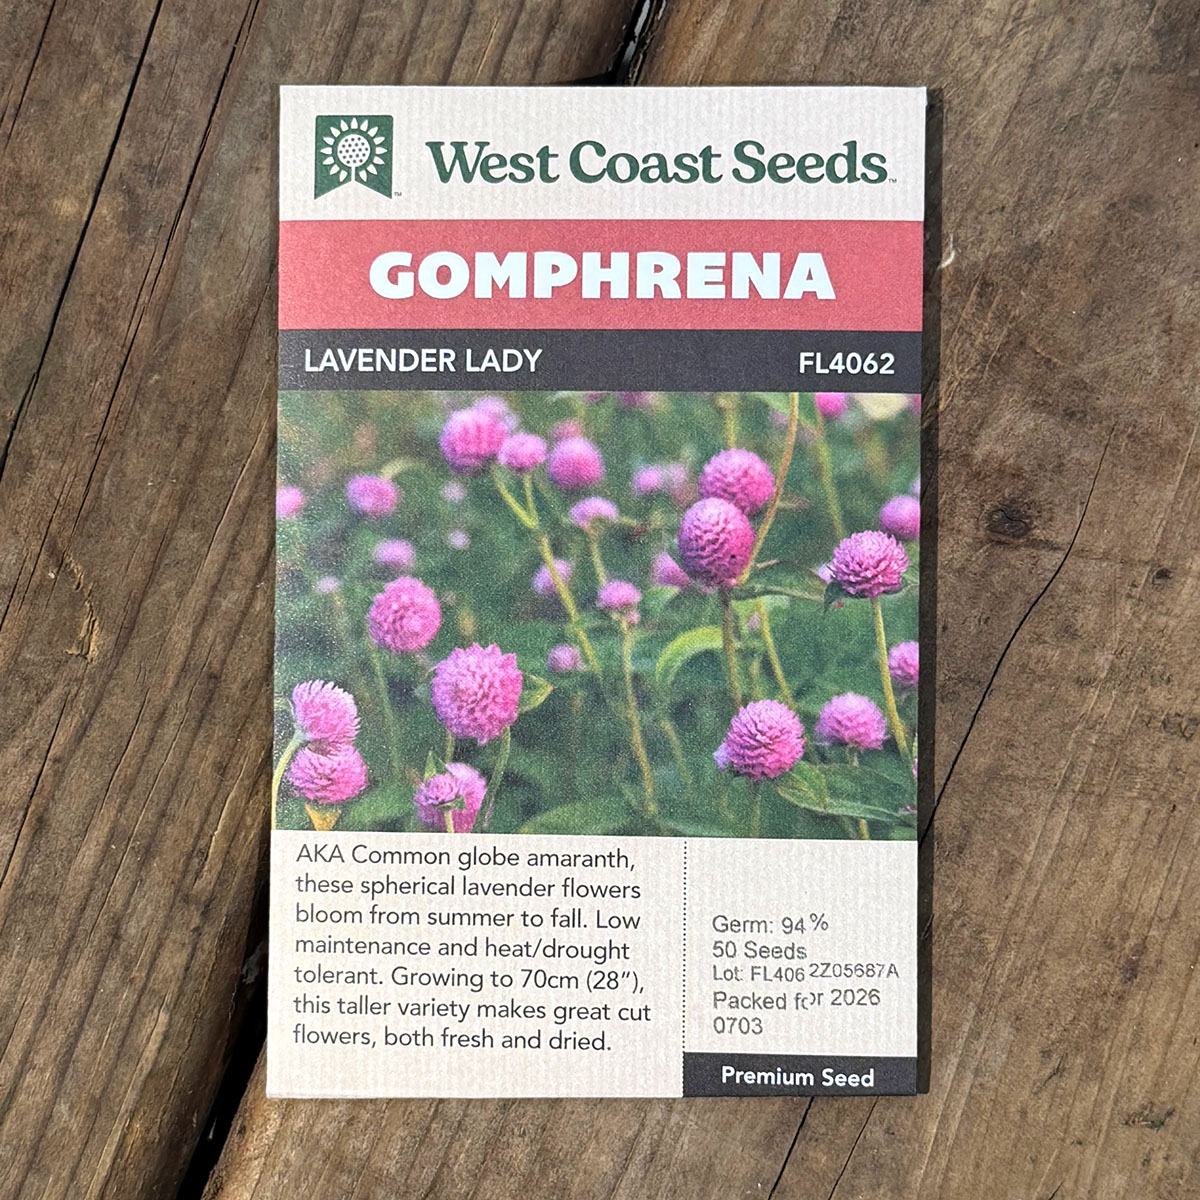 West Coast Seeds™
GOMPHRENA
LAVENDER LADY FL4062
AKA Common globe amaranth,
these spherical lavender flowers
bloom from summer to fall. Low
maintenance and heat/drought
tolerant. Growing to 70cm (28”),
this taller variety makes great cut
flowers, both fresh and dried.
Germ: 94%
50 Seeds
Lot: FL4062Z05687A
Packed for 2026
0703
Premium Seed